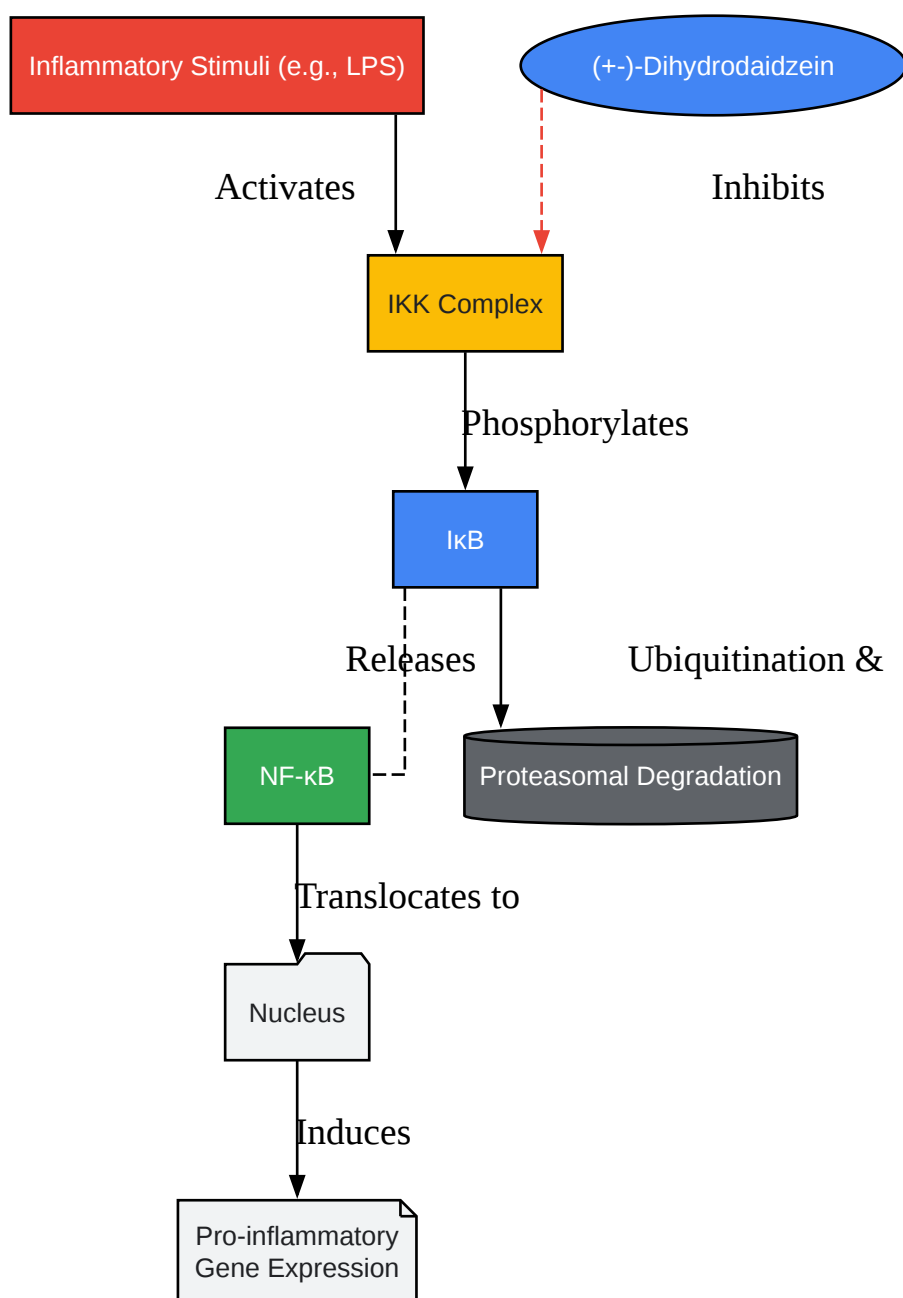 Inflammatory Stimuli (e.g., LPS)
(+-)-Dihydrodaidzein
Activates
Inhibits
IKK Complex
Phosphorylates
IκB
Releases
Ubiquitination &
NF-κB
Proteasomal Degradation
Translocates to
Nucleus
Induces
Pro-inflammatory
Gene Expression